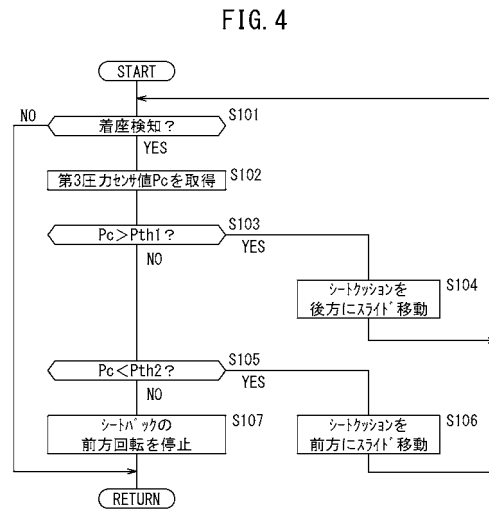 FIG. 4
START
NO
着座検知?
S101
YES
第3圧力センサ値Pcを取得
S102
Pc>Pth1?
S103
YES
NO
シートクッションを
後方にスライド移動
S104
Pc<Pth2?
S105
YES
NO
シートバックの
前方回転を停止
S107
シートクッションを
前方にスライド移動
S106
RETURN